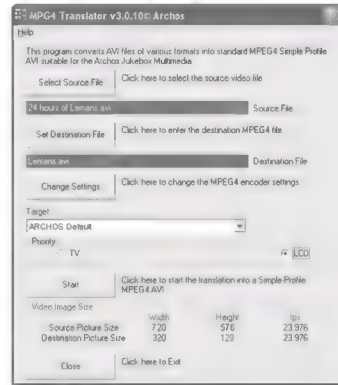 MPG4 Translator v3.0.10© Archos
Help
This program converts AVI files of various formats into standard MPEG4 Simple Profile
AVI suitable for the Archos Jukebox Multimedia
Select Source File
Click here to select the source video file
24 hours of Lemans.avi
Source File
Set Destination File
Click here to enter the destination MPEG4 file
Lemans.avi
Destination File
Change Settings
Click here to change the MPEG4 encoder settings
Target
ARCHOS Default
Priority
TV
LCD
Start
Click here to start the translation into a Simple-Profile
MPEG4 AVI
Video Image Size
Width Height fps
Source Picture Size 720 576 23.976
Destination Picture Size 320 128 23.976
Close
Click here to Exit